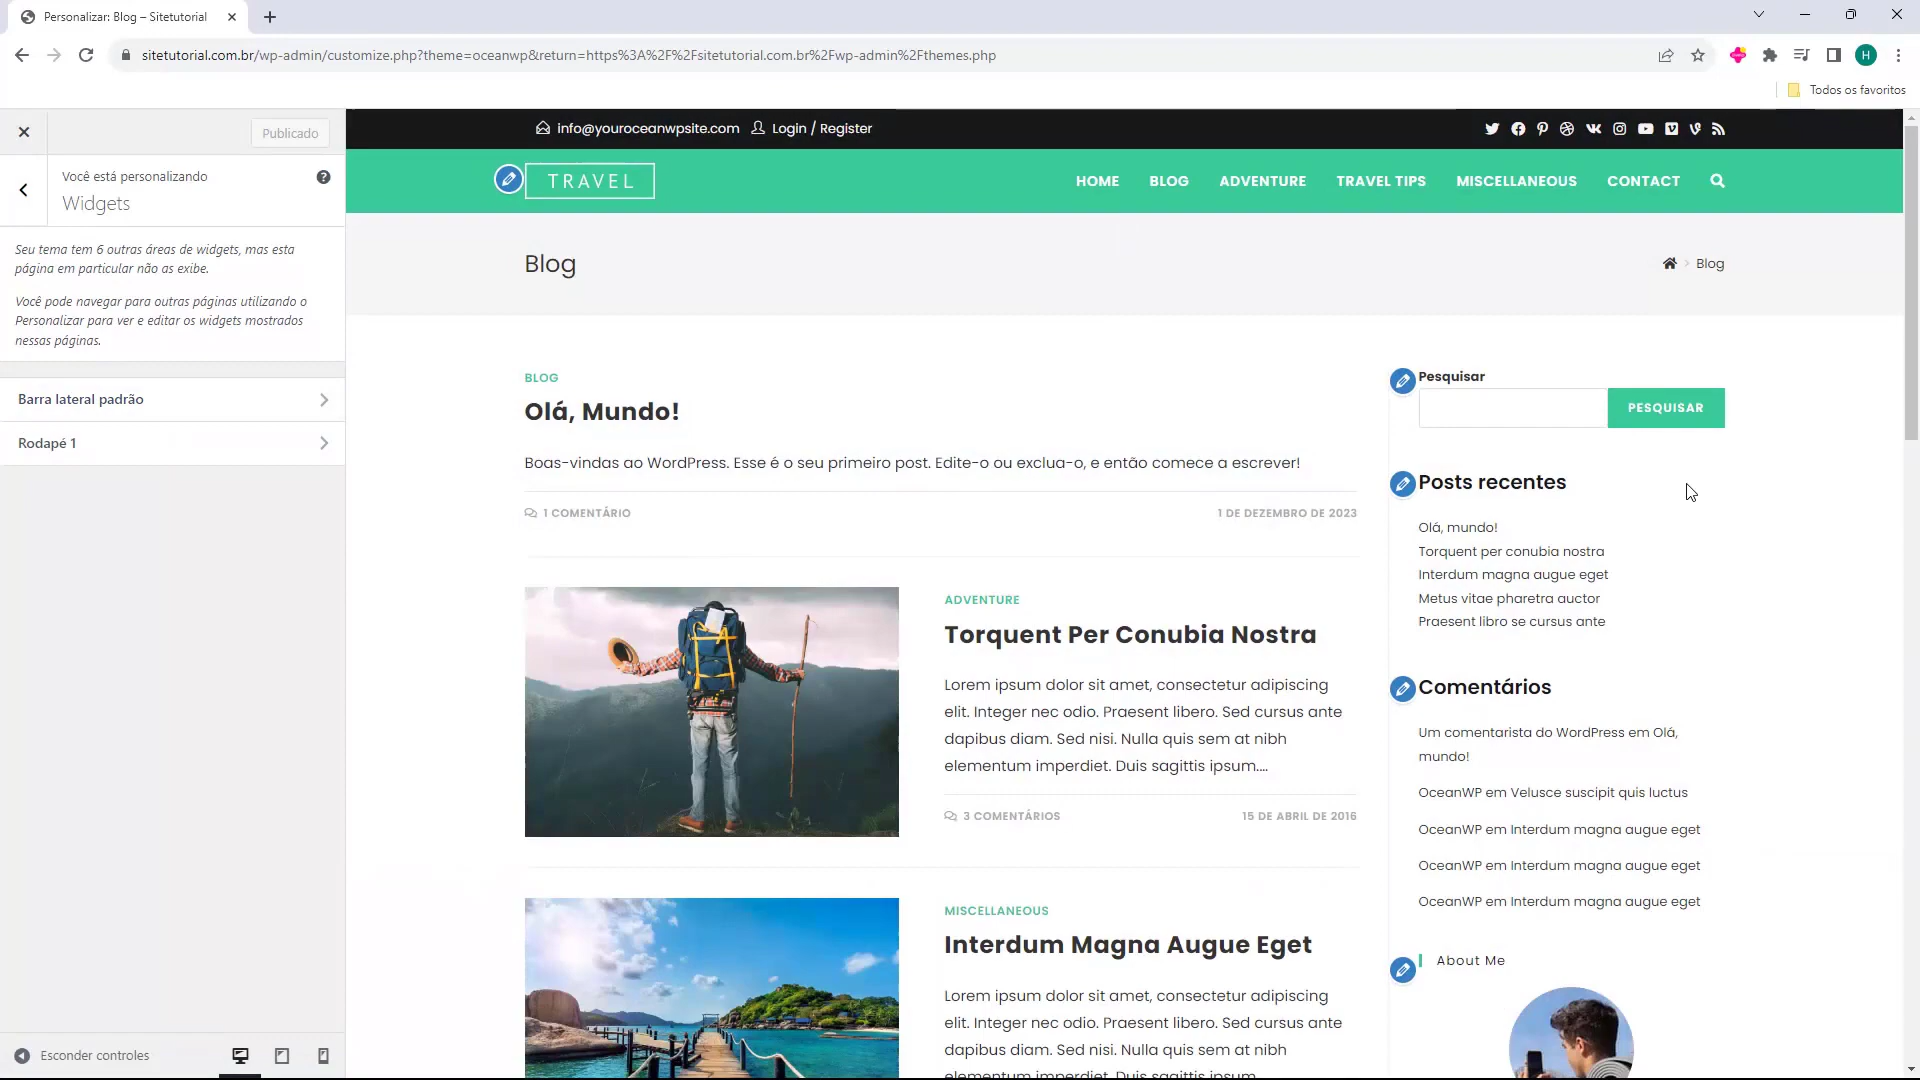 Personalizar: Blog – Sitetutorial
sitetutorial.com.br/wp-admin/customize.php?theme=oceanwp&return=https%3A%2F%2Fsitetutorial.com.br%2Fwp-admin%2Fthemes.php
H
Todos os favoritos
Publicado
Você está personalizando
Widgets
Seu tema tem 6 outras áreas de widgets, mas esta
página em particular não as exibe.
Você pode navegar para outras páginas utilizando o
Personalizar para ver e editar os widgets mostrados
nessas páginas.
Barra lateral padrão
Rodapé 1
Esconder controles
info@youroceanwpsite.com
Login / Register
TRAVEL
HOME
BLOG
ADVENTURE
TRAVEL TIPS
MISCELLANEOUS
CONTACT
Blog
Blog
BLOG
Olá, Mundo!
Boas-vindas ao WordPress. Esse é o seu primeiro post. Edite-o ou exclua-o, e então comece a escrever!
1 COMENTÁRIO
1 DE DEZEMBRO DE 2023
ADVENTURE
Torquent Per Conubia Nostra
Lorem ipsum dolor sit amet, consectetur adipiscing
elit. Integer nec odio. Praesent libero. Sed cursus ante
dapibus diam. Sed nisi. Nulla quis sem at nibh
elementum imperdiet. Duis sagittis ipsum....
3 COMENTÁRIOS
15 DE ABRIL DE 2016
MISCELLANEOUS
Interdum Magna Augue Eget
Lorem ipsum dolor sit amet, consectetur adipiscing
elit. Integer nec odio. Praesent libero. Sed cursus ante
dapibus diam. Sed nisi. Nulla quis sem at nibh
elementum imperdiet. Duis sagittis ipsum....
Pesquisar
PESQUISAR
Posts recentes
Olá, mundo!
Torquent per conubia nostra
Interdum magna augue eget
Metus vitae pharetra auctor
Praesent libro se cursus ante
Comentários
Um comentarista do WordPress em Olá,
mundo!
OceanWP em Velusce suscipit quis luctus
OceanWP em Interdum magna augue eget
OceanWP em Interdum magna augue eget
OceanWP em Interdum magna augue eget
About Me